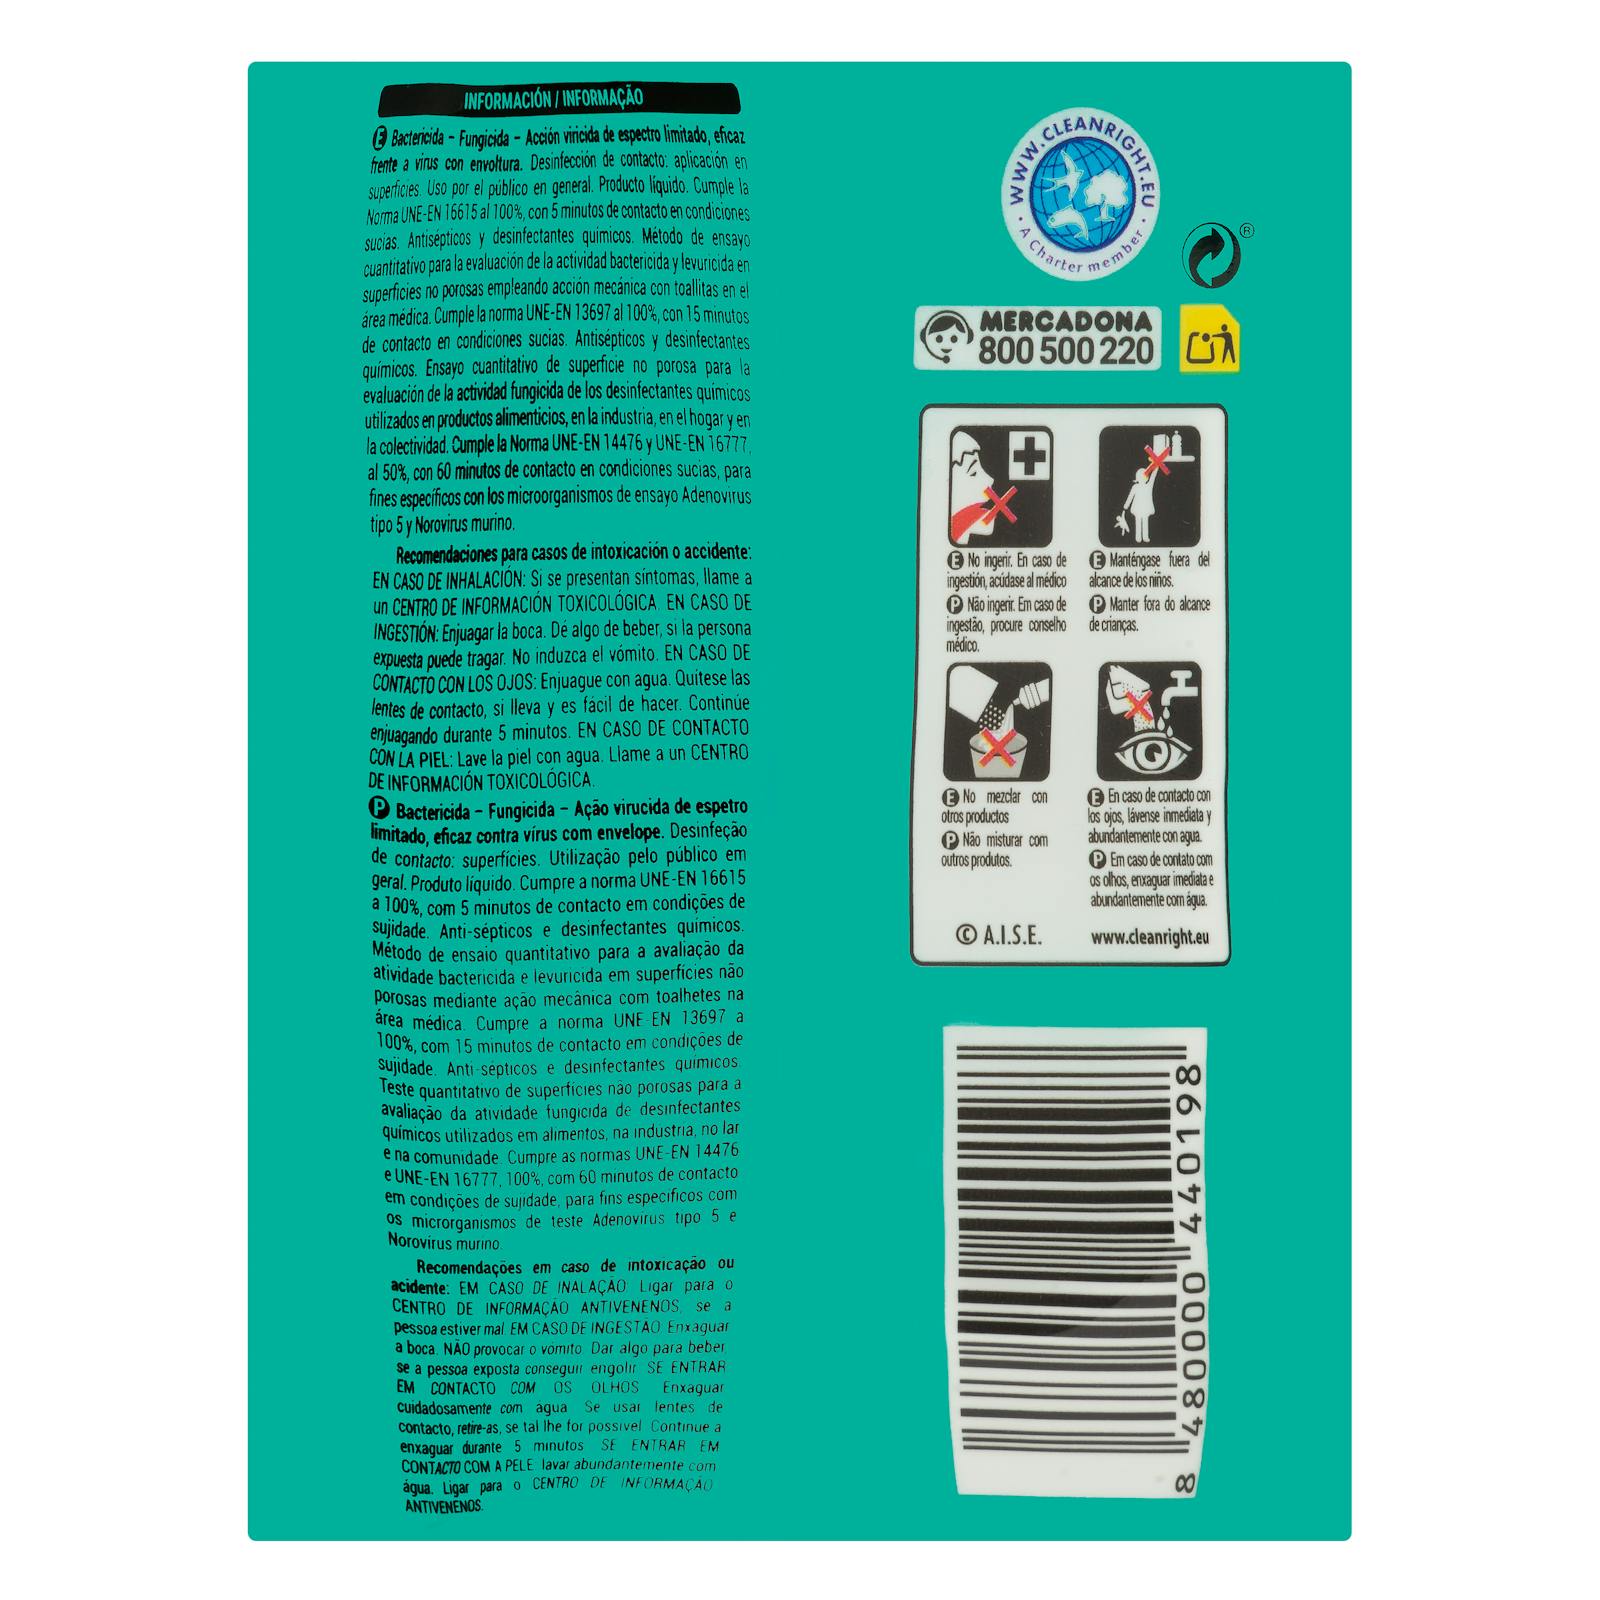 INFORMACIÓN / INFORMAÇÃO
E Bactericida – Fungicida – Acción viricida de espectro limitado, eficaz
frente a virus con envoltura. Desinfección de contacto: aplicación en
superficies. Uso por el público en general. Producto líquido. Cumple la
Norma UNE-EN 16615 al 100%, con 5 minutos de contacto en condiciones
sucias. Antisépticos y desinfectantes químicos. Método de ensayo
cuantitativo para la evaluación de la actividad bactericida y levuricida en
superficies no porosas empleando acción mecánica con toallitas en el
área médica. Cumple la norma UNE-EN 13697 al 100%, con 15 minutos
de contacto en condiciones sucias. Antisépticos y desinfectantes
químicos. Ensayo cuantitativo de superficie no porosa para la
evaluación de la actividad fungicida de los desinfectantes químicos
utilizados en productos alimenticios, en la industria, en el hogar y en
la colectividad. Cumple la Norma UNE-EN 14476 y UNE-EN 16777,
al 50%, con 60 minutos de contacto en condiciones sucias, para
fines específicos con los microorganismos de ensayo Adenovirus
tipo 5 y Norovirus murino.
Recomendaciones para casos de intoxicación o accidente:
EN CASO DE INHALACIÓN: Si se presentan síntomas, llame a
un CENTRO DE INFORMACIÓN TOXICOLÓGICA. EN CASO DE
INGESTIÓN: Enjuagar la boca. Dé algo de beber, si la persona
expuesta puede tragar. No induzca el vómito. EN CASO DE
CONTACTO CON LOS OJOS: Enjuague con agua. Quítese las
lentes de contacto, si lleva y es fácil de hacer. Continúe
enjuagando durante 5 minutos. EN CASO DE CONTACTO
CON LA PIEL: Lave la piel con agua. Llame a un CENTRO
DE INFORMACIÓN TOXICOLÓGICA.
P Bactericida – Fungicida – Ação virucida de espetro
limitado, eficaz contra vírus com envelope. Desinfeção
de contacto: superfícies. Utilização pelo público em
geral. Produto líquido. Cumpre a norma UNE-EN 16615
a 100%, com 5 minutos de contacto em condições de
sujidade. Anti-sépticos e desinfectantes químicos.
Método de ensaio quantitativo para a avaliação da
atividade bactericida e levuricida em superfícies não
porosas mediante ação mecânica com toalhetes na
área médica. Cumpre a norma UNE-EN 13697 a
100%, com 15 minutos de contacto em condições de
sujidade. Anti-sépticos e desinfectantes químicos.
Teste quantitativo de superfícies não porosas para a
avaliação da atividade fungicida de desinfectantes
químicos utilizados em alimentos, na industria, no lar
e na comunidade. Cumpre as normas UNE-EN 14476
e UNE-EN 16777, 100%, com 60 minutos de contacto
em condições de sujidade, para fins específicos com
os microrganismos de teste Adenovirus tipo 5 e
Norovirus murino.
Recomendações em caso de intoxicação ou
acidente: EM CASO DE INALAÇÃO: Ligar para o
CENTRO DE INFORMAÇÃO ANTIVENENOS, se a
pessoa estiver mal. EM CASO DE INGESTÃO: Enxaguar
a boca. NÃO provocar o vómito. Dar algo para beber,
se a pessoa exposta conseguir engolir. SE ENTRAR
EM CONTACTO COM OS OLHOS: Enxaguar
cuidadosamente com água. Se usar lentes de
contacto, retire-as, se tal lhe for possível. Continue a
enxaguar durante 5 minutos. SE ENTRAR EM
CONTACTO COM A PELE: lavar abundantemente com
água. Ligar para o CENTRO DE INFORMAÇÃO
ANTIVENENOS.
WWW.CLEANRIGHT.EU
· A Charter member ·
®
MERCADONA
800 500 220
E No ingerir. En caso de
ingestión, acúdase al médico
P Não ingerir. Em caso de
ingestão, procure conselho
médico.
E Manténgase fuera del
alcance de los niños.
P Manter fora do alcance
de crianças.
E No mezclar con
otros productos
P Não misturar com
outros produtos.
E En caso de contacto con
los ojos, lávense inmediata y
abundantemente con agua.
P Em caso de contato com
os olhos, enxaguar imediata e
abundantemente com água.
© A.I.S.E.
www.cleanright.eu
8 480000 440198